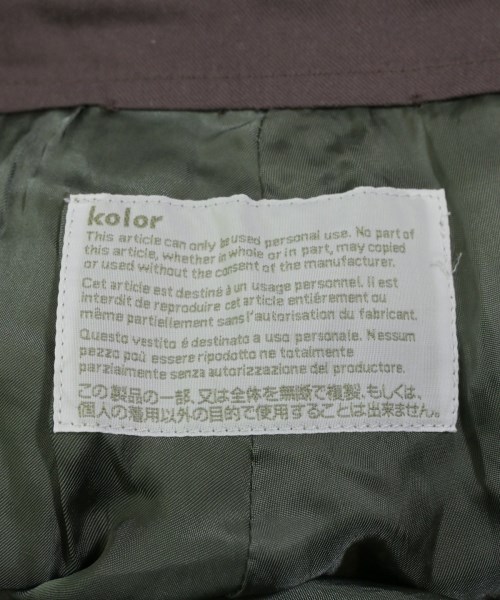 kolor
This article can only be used personal use. No part of
this article, whether in whole or in part, may copied
or used without the consent of the manufacturer.
Cet article est destiné à un usage personnel. Il est
interdit de reproduire cet article entiérement ou
même partiellement sans l'autorisation du fabricant.
Questo vestito é destinato a uso personale. Nessun
pezzo poù essere ripodotto ne totalmente
parzialmente senza autorizzazione del productore.
この製品の一部、又は全体を無断で複製、もしくは、
個人の着用以外の目的で使用することは出来ません。